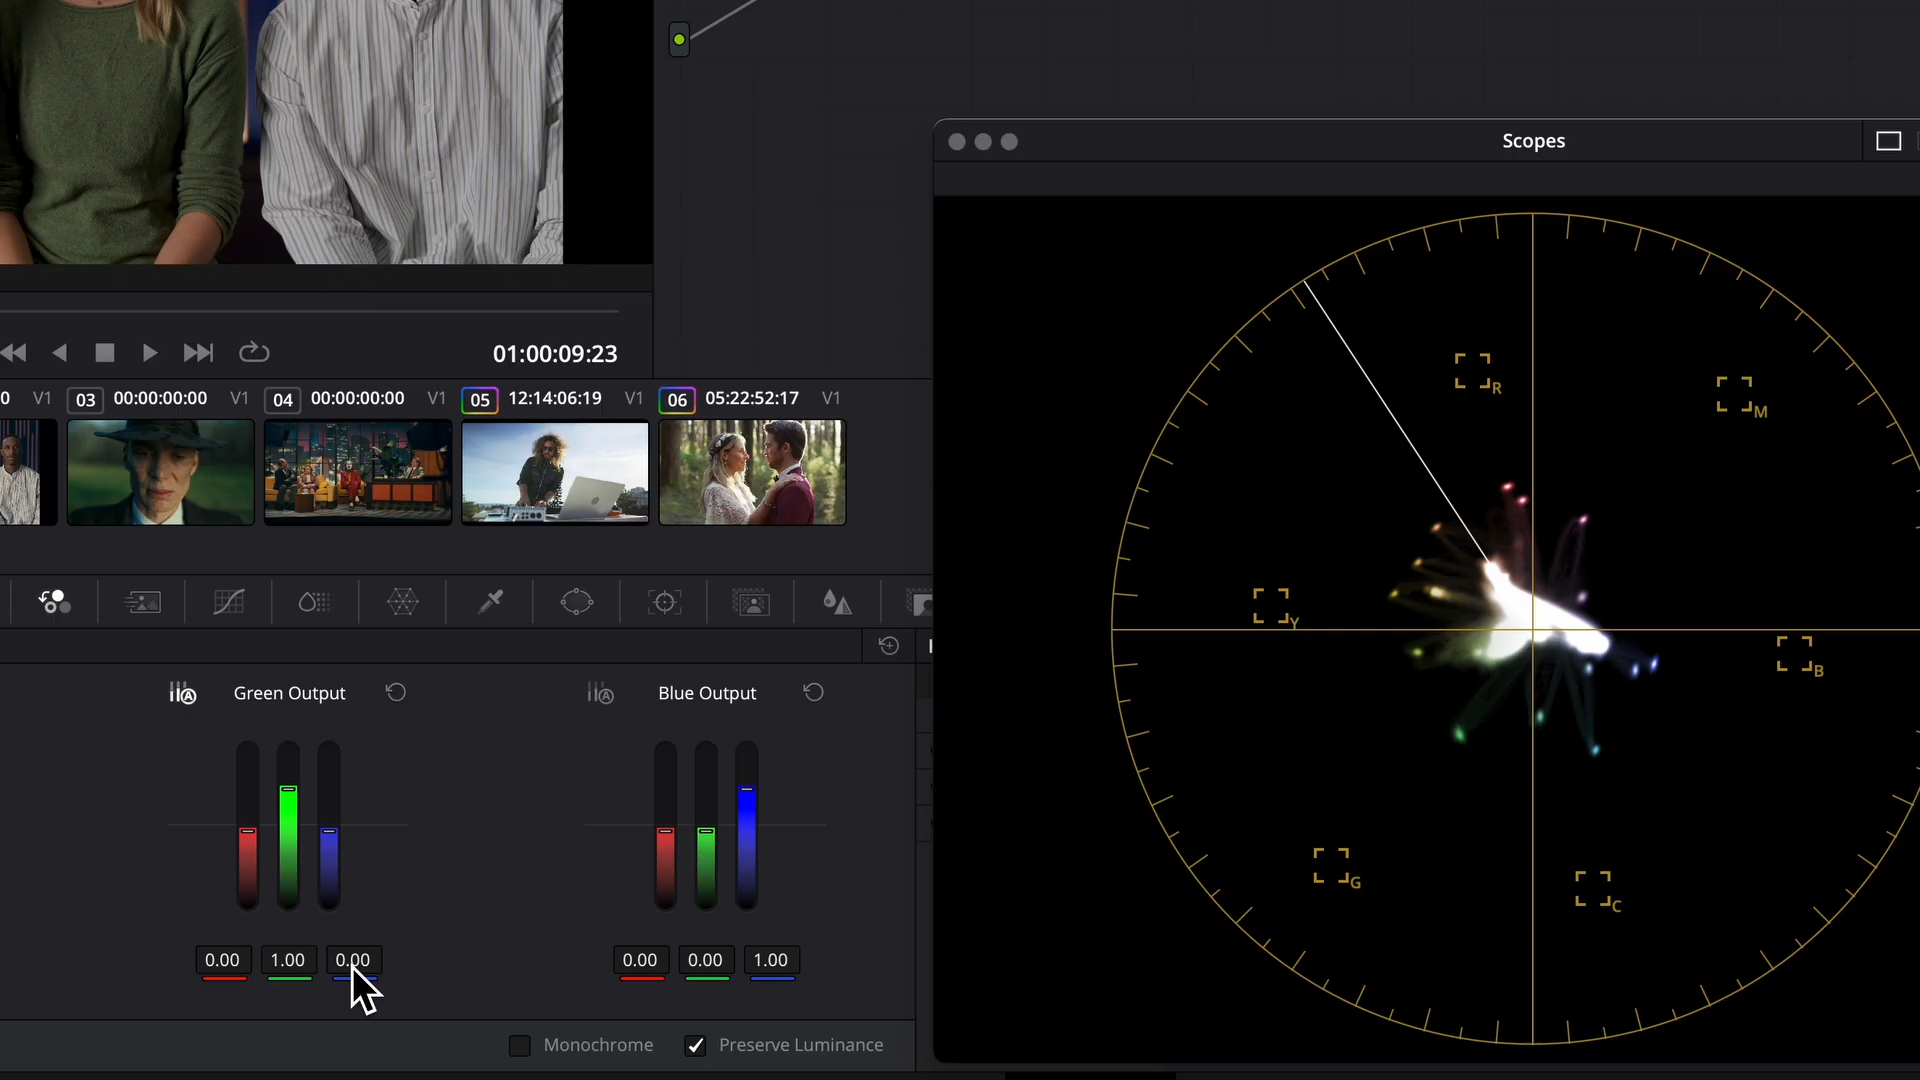 Scopes
01:00:09:23
0 V1 03 00:00:00:00 V1 04 00:00:00:00 V1 05 12:14:06:19 V1 06 05:22:52:17 V1
R
M
Y
B
G
C
Green Output
Blue Output
0.00 1.00 0.00
0.00 0.00 1.00
Monochrome
Preserve Luminance